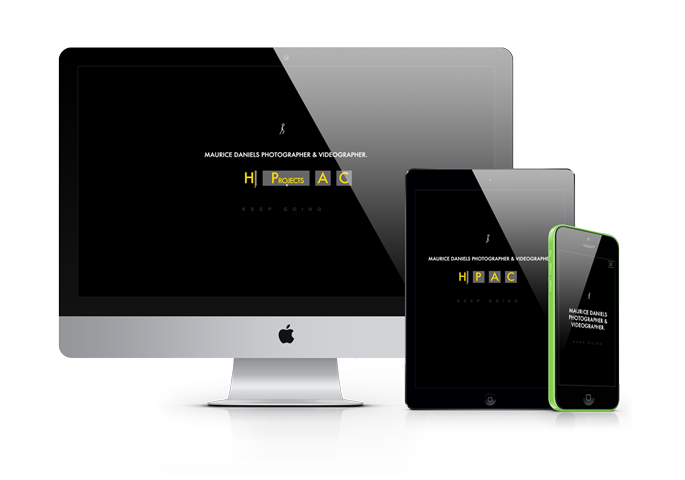 MAURICE DANIELS PHOTOGRAPHER & VIDEOGRAPHER.
H PROJECTS A C
KEEP GOING
MAURICE DANIELS PHOTOGRAPHER & VIDEOGRAPHER
H P A C
KEEP GOING
MAURICE DANIELS
PHOTOGRAPHER &
VIDEOGRAPHER.
KEEP GOING